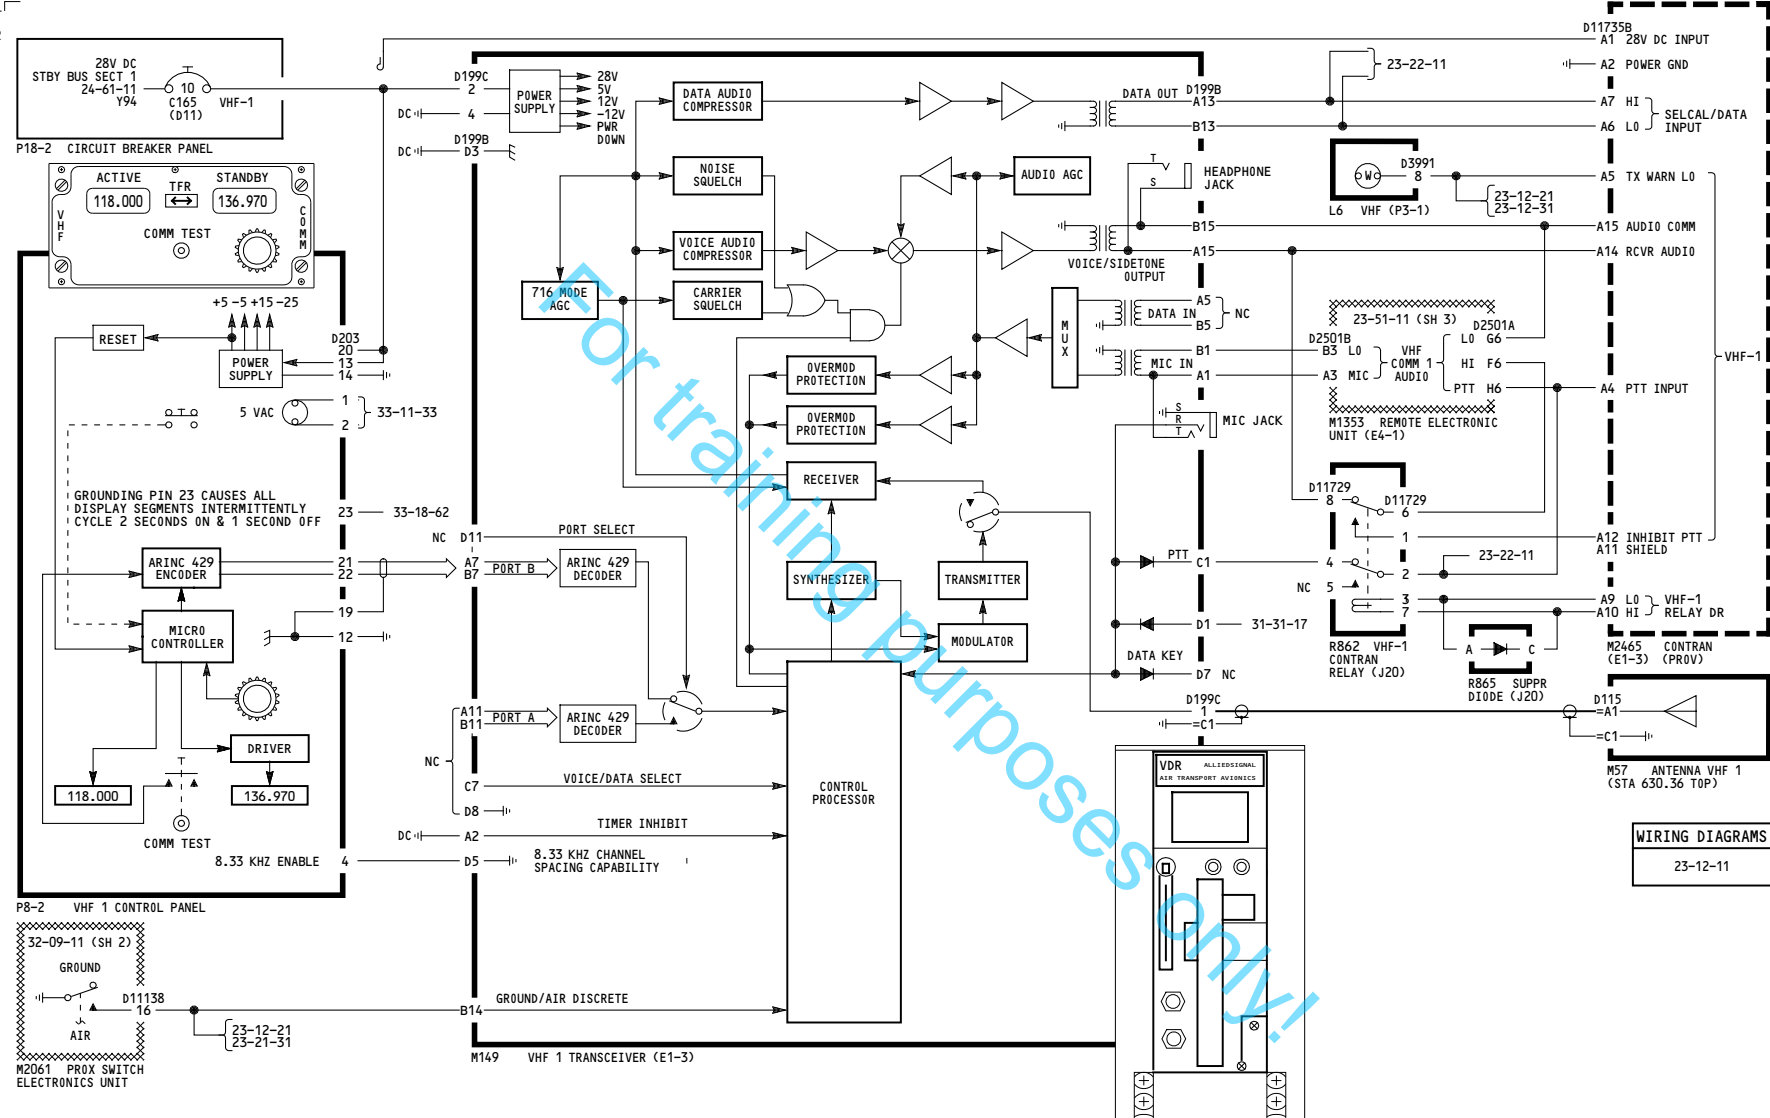 28V DC
STBY BUS SECT 1
24-61-11
Y94
10
C165
(D11)
VHF-1
P18-2 CIRCUIT BREAKER PANEL
ACTIVE
118.000
TFR
STANDBY
136.970
VHF
COMM
COMM TEST
+5 -5 +15 -25
RESET
POWER
SUPPLY
D203
20
13
14
5 VAC
1
2
33-11-33
GROUNDING PIN 23 CAUSES ALL
DISPLAY SEGMENTS INTERMITTENTLY
CYCLE 2 SECONDS ON & 1 SECOND OFF
23
33-18-62
ARINC 429
ENCODER
21
22
19
12
MICRO
CONTROLLER
DRIVER
118.000
136.970
COMM TEST
8.33 KHZ ENABLE 4
P8-2 VHF 1 CONTROL PANEL
32-09-11 (SH 2)
GROUND
AIR
D11138
16
23-12-21
23-21-31
M2061 PROX SWITCH
ELECTRONICS UNIT
D199C
2
DC
4
D199B
DC
D3
POWER
SUPPLY
28V
5V
12V
-12V
PWR
DOWN
DATA AUDIO
COMPRESSOR
NOISE
SQUELCH
VOICE AUDIO
COMPRESSOR
716 MODE
AGC
CARRIER
SQUELCH
AUDIO AGC
OVERMOD
PROTECTION
OVERMOD
PROTECTION
MUX
RECEIVER
SYNTHESIZER
TRANSMITTER
MODULATOR
NC D11
PORT SELECT
A7
B7
PORT B
ARINC 429
DECODER
A11
B11
PORT A
ARINC 429
DECODER
NC
C7
VOICE/DATA SELECT
D8
DC
A2
TIMER INHIBIT
D5
8.33 KHZ CHANNEL
SPACING CAPABILITY
CONTROL
PROCESSOR
B14
GROUND/AIR DISCRETE
M149 VHF 1 TRANSCEIVER (E1-3)
DATA OUT
D199B
A13
B13
T
S
HEADPHONE
JACK
B15
A15
VOICE/SIDETONE
OUTPUT
A5
DATA IN
B5
NC
B1
MIC IN
A1
S
R
T
MIC JACK
PTT
C1
D1
31-31-17
DATA KEY
D7 NC
D199C
1
=C1
VDR
ALLIEDSIGNAL
AIR TRANSPORT AVIONICS
23-22-11
W
D3991
8
L6 VHF (P3-1)
23-12-21
23-12-31
23-51-11 (SH 3)
D2501A
D2501B
LO G6
B3 LO
VHF
COMM 1
AUDIO
HI F6
A3 MIC
PTT H6
M1353 REMOTE ELECTRONIC
UNIT (E4-1)
D11729
8
D11729
6
1
4
2
NC 5
3
7
23-22-11
R862 VHF-1
CONTRAN
RELAY (J20)
A
C
R865 SUPPR
DIODE (J20)
D11735B
A1 28V DC INPUT
A2 POWER GND
A7 HI
A6 LO
SELCAL/DATA
INPUT
A5 TX WARN LO
A15 AUDIO COMM
A14 RCVR AUDIO
VHF-1
A4 PTT INPUT
A12 INHIBIT PTT
A11 SHIELD
A9 LO
A10 HI
VHF-1
RELAY DR
M2465 CONTRAN
(E1-3) (PROV)
D115
=A1
=C1
M57 ANTENNA VHF 1
(STA 630.36 TOP)
WIRING DIAGRAMS
23-12-11
For training purposes only!